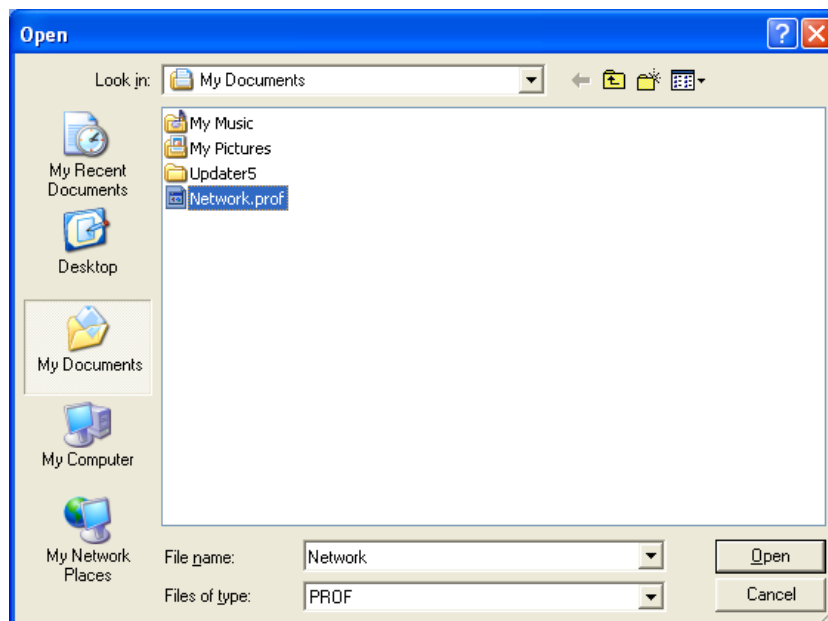 Open
Look in: My Documents
My Recent
Documents
Desktop
My Documents
My Computer
My Network
Places
My Music
My Pictures
Updater5
Network.prof
File name: Network
Open
Files of type: PROF
Cancel